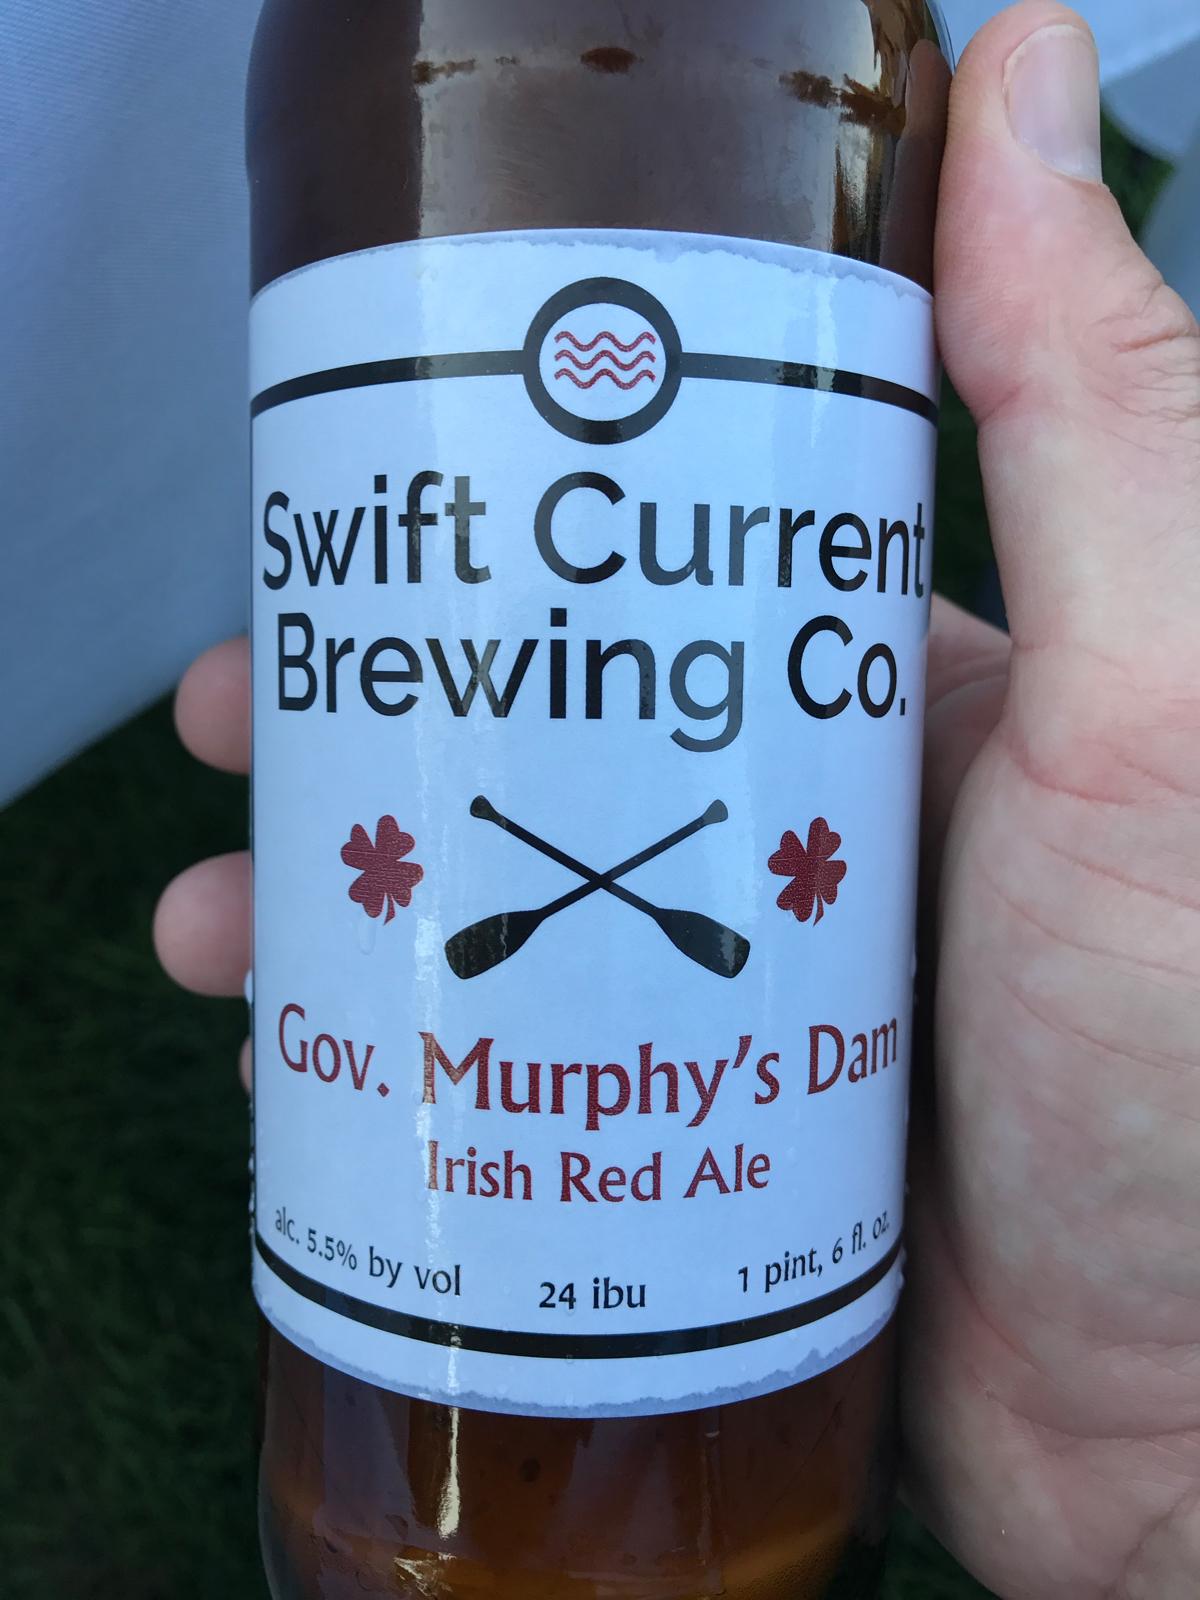 Swift Current
Brewing Co.
Gov. Murphy's Dam
Irish Red Ale
alc. 5.5% by vol 24 ibu 1 pint, 6 fl. oz.